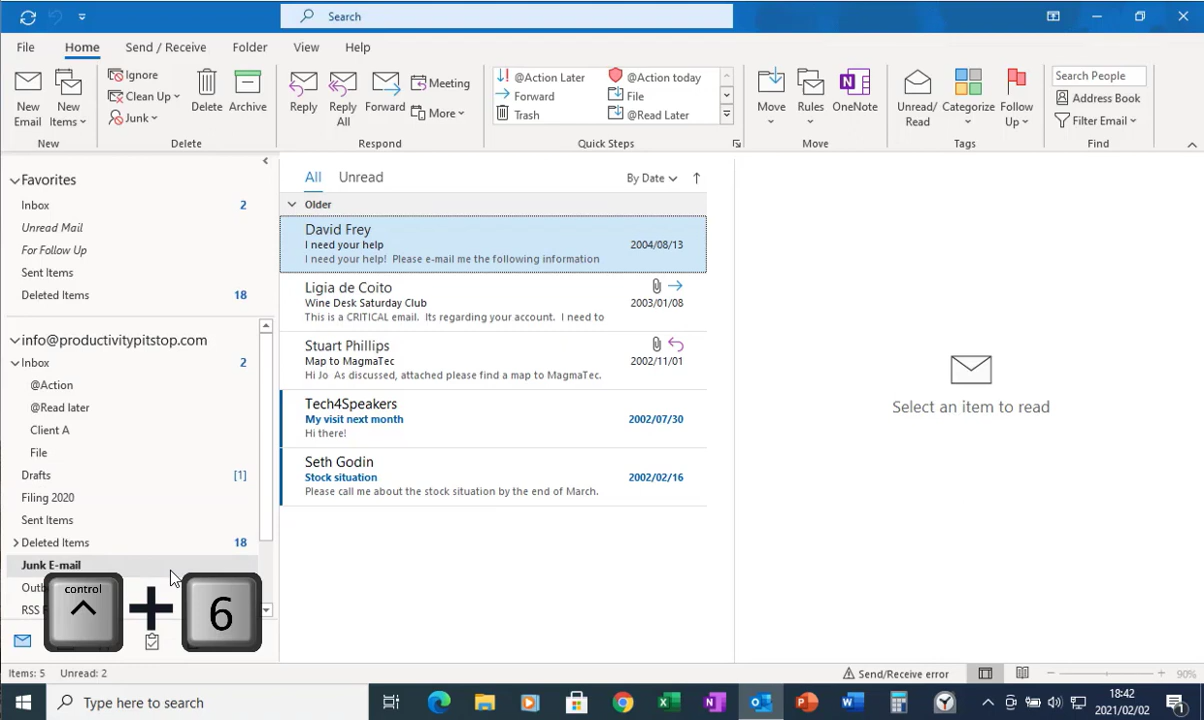 Search
File Home Send / Receive Folder View Help
New Email
New Items
Ignore
Clean Up
Junk
Delete
Archive
Reply
Reply All
Forward
Meeting
More
@Action Later
Forward
Trash
@Action today
File
@Read Later
Move
Rules
OneNote
Unread/ Read
Categorize
Follow Up
Search People
Address Book
Filter Email
New Delete Respond Quick Steps Move Tags Find
Favorites
Inbox 2
Unread Mail
For Follow Up
Sent Items
Deleted Items 18
info@productivitypitstop.com
Inbox 2
@Action
@Read later
Client A
File
Drafts [1]
Filing 2020
Sent Items
Deleted Items 18
Junk E-mail
control
^ + 6
All Unread By Date
Older
David Frey
I need your help 2004/08/13
I need your help! Please e-mail me the following information
Ligia de Coito
Wine Desk Saturday Club 2003/01/08
This is a CRITICAL email. Its regarding your account. I need to
Stuart Phillips
Map to MagmaTec 2002/11/01
Hi Jo As discussed, attached please find a map to MagmaTec.
Tech4Speakers
My visit next month 2002/07/30
Hi there!
Seth Godin
Stock situation 2002/02/16
Please call me about the stock situation by the end of March.
Select an item to read
Items: 5 Unread: 2 Send/Receive error 90%
Type here to search
18:42
2021/02/02
1